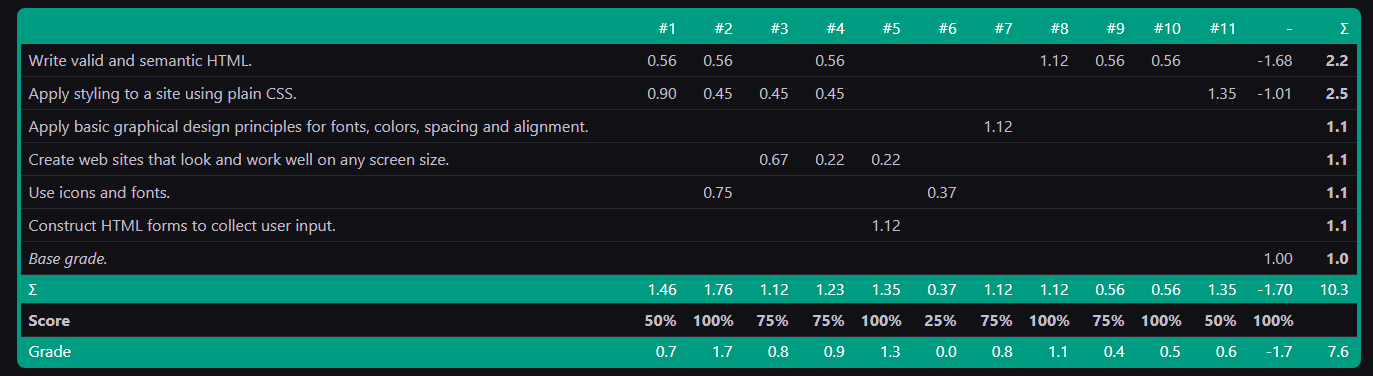 #1 #2 #3 #4 #5 #6 #7 #8 #9 #10 #11 - Σ
Write valid and semantic HTML. 0.56 0.56 0.56 1.12 0.56 0.56 -1.68 2.2
Apply styling to a site using plain CSS. 0.90 0.45 0.45 0.45 1.35 -1.01 2.5
Apply basic graphical design principles for fonts, colors, spacing and alignment. 1.12 1.1
Create web sites that look and work well on any screen size. 0.67 0.22 0.22 1.1
Use icons and fonts. 0.75 0.37 1.1
Construct HTML forms to collect user input. 1.12 1.1
Base grade. 1.00 1.0
Σ 1.46 1.76 1.12 1.23 1.35 0.37 1.12 1.12 0.56 0.56 1.35 -1.70 10.3
Score 50% 100% 75% 75% 100% 25% 75% 100% 75% 100% 50% 100%
Grade 0.7 1.7 0.8 0.9 1.3 0.0 0.8 1.1 0.4 0.5 0.6 -1.7 7.6